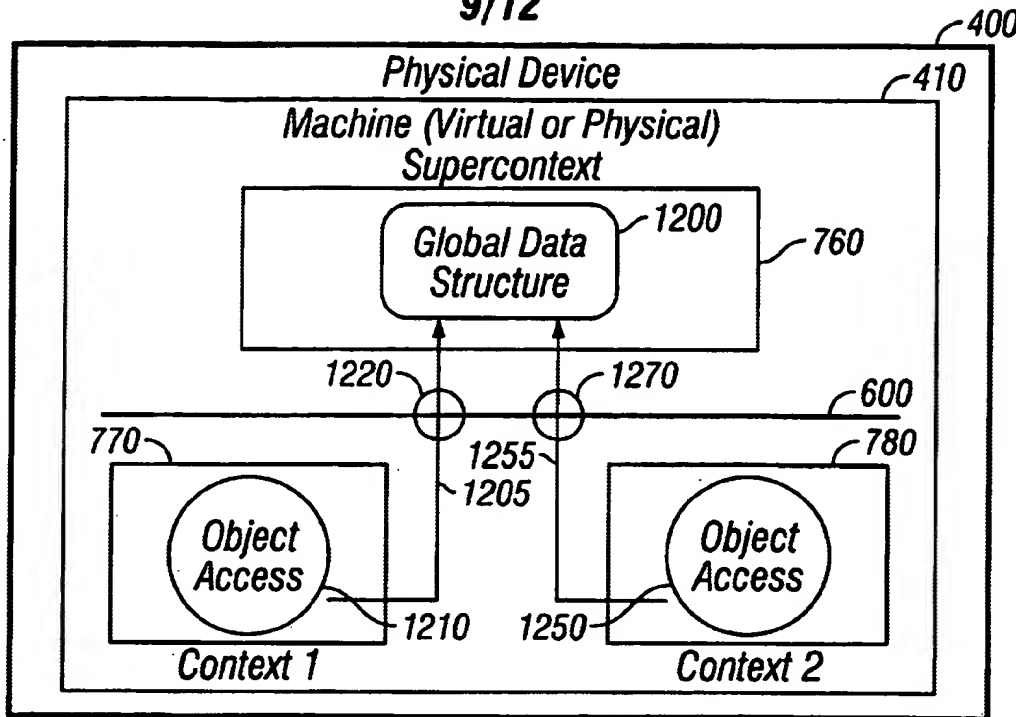 9/12
400
Physical Device
410
Machine (Virtual or Physical)
Supercontext
1200
Global Data
Structure
760
1220
1270
600
770
1255
780
1205
Object
Access
Object
Access
1210
1250
Context 1
Context 2